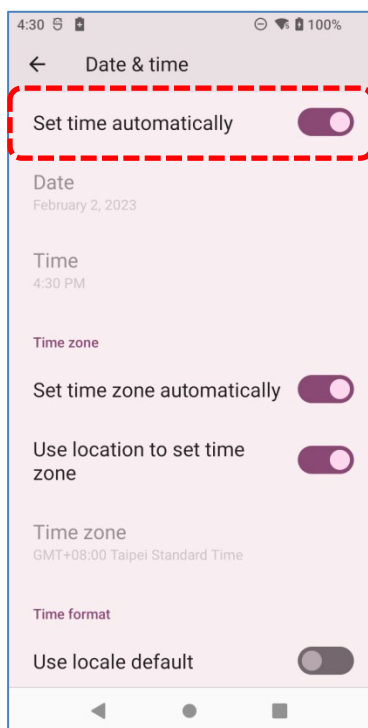 4:30 100%
Date & time
Set time automatically
Date
February 2, 2023
Time
4:30 PM
Time zone
Set time zone automatically
Use location to set time
zone
Time zone
GMT+08:00 Taipei Standard Time
Time format
Use locale default